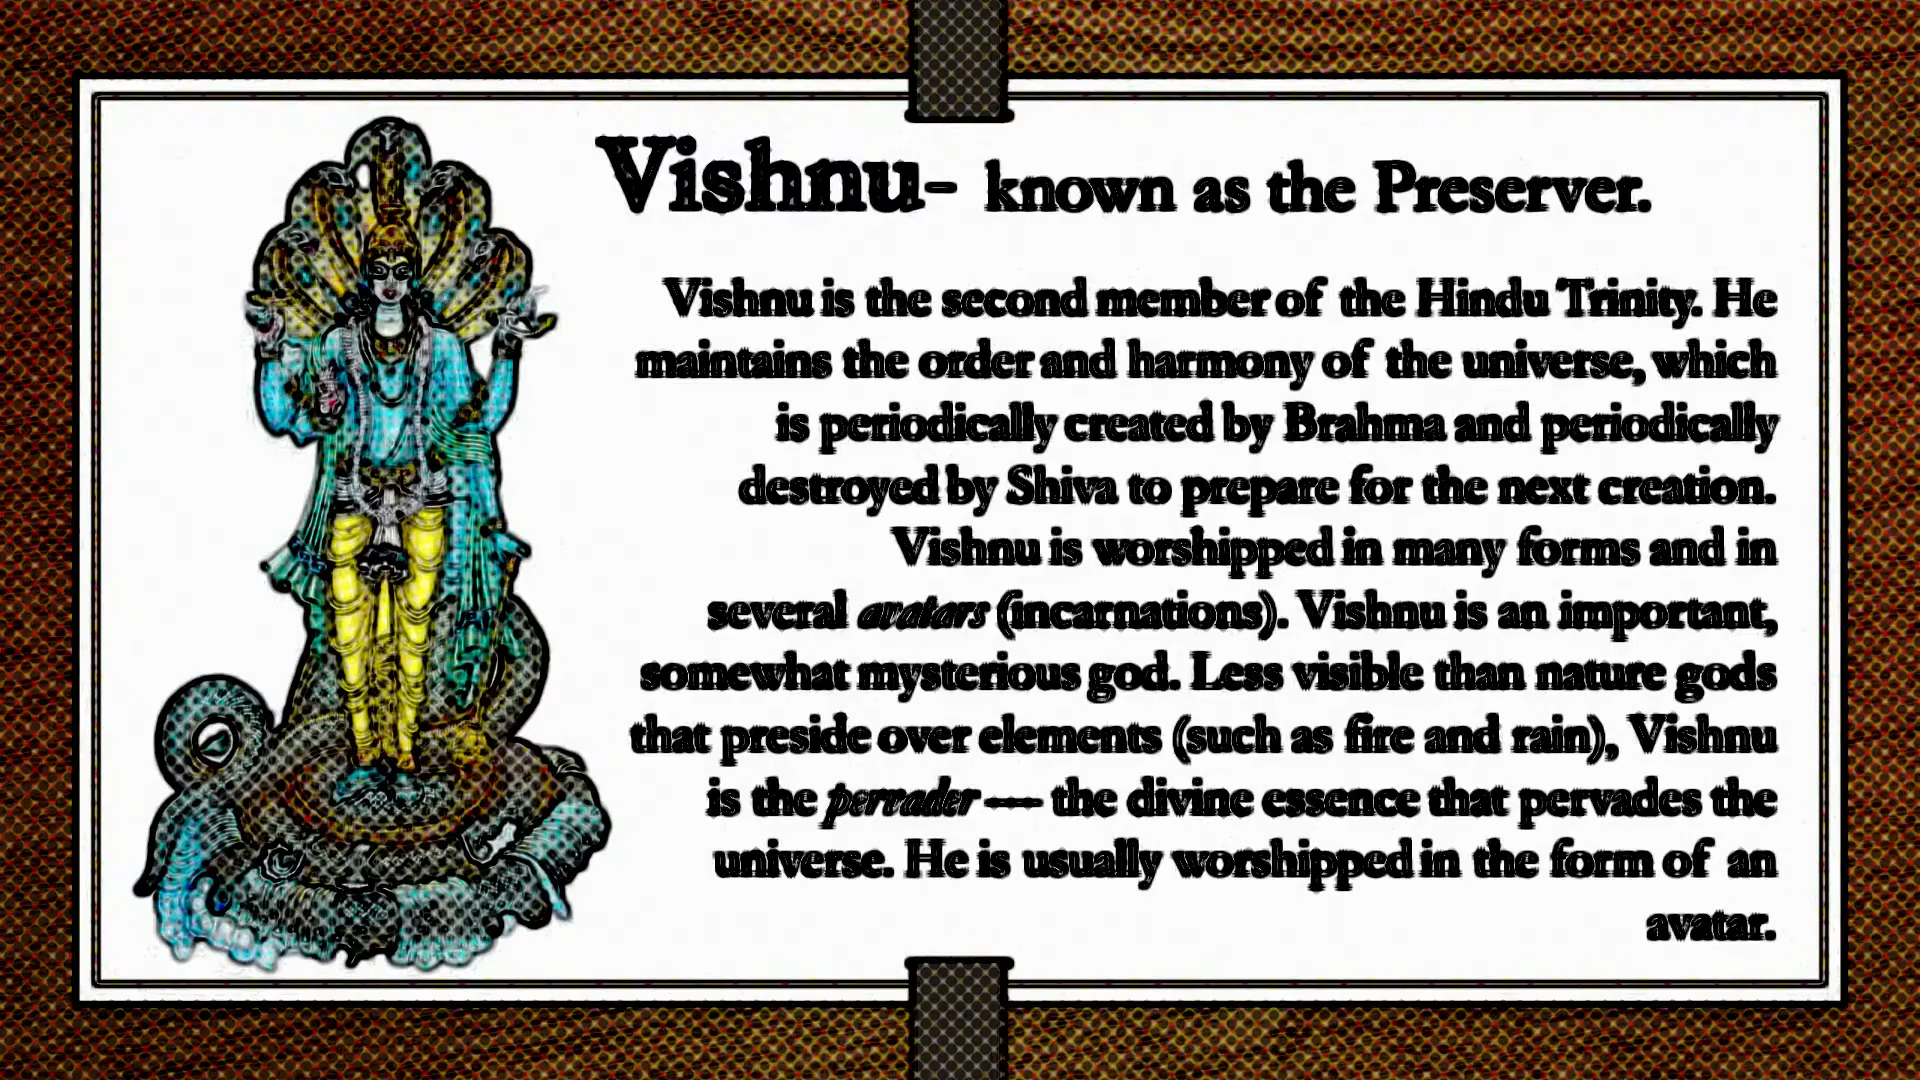 Vishnu- known as the Preserver.
Vishnu is the second member of the Hindu Trinity. He
maintains the order and harmony of the universe, which
is periodically created by Brahma and periodically
destroyed by Shiva to prepare for the next creation.
Vishnu is worshipped in many forms and in
several avatars (incarnations). Vishnu is an important,
somewhat mysterious god. Less visible than nature gods
that preside over elements (such as fire and rain), Vishnu
is the pervader --- the divine essence that pervades the
universe. He is usually worshipped in the form of an
avatar.